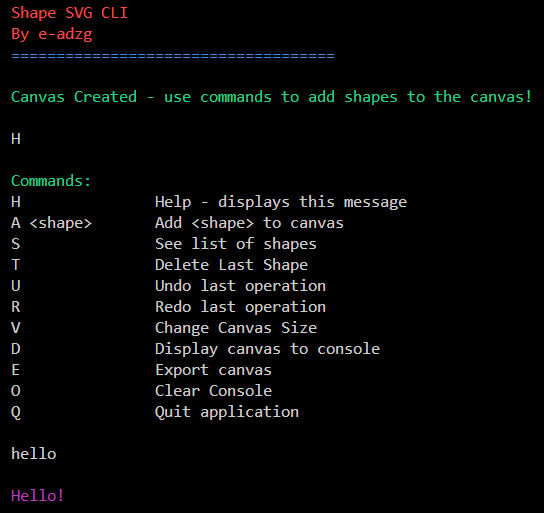 Shape SVG CLI
By e-adzg
====================================
Canvas Created - use commands to add shapes to the canvas!
H
Commands:
H Help - displays this message
A <shape> Add <shape> to canvas
S See list of shapes
T Delete Last Shape
U Undo last operation
R Redo last operation
V Change Canvas Size
D Display canvas to console
E Export canvas
O Clear Console
Q Quit application
hello
Hello!